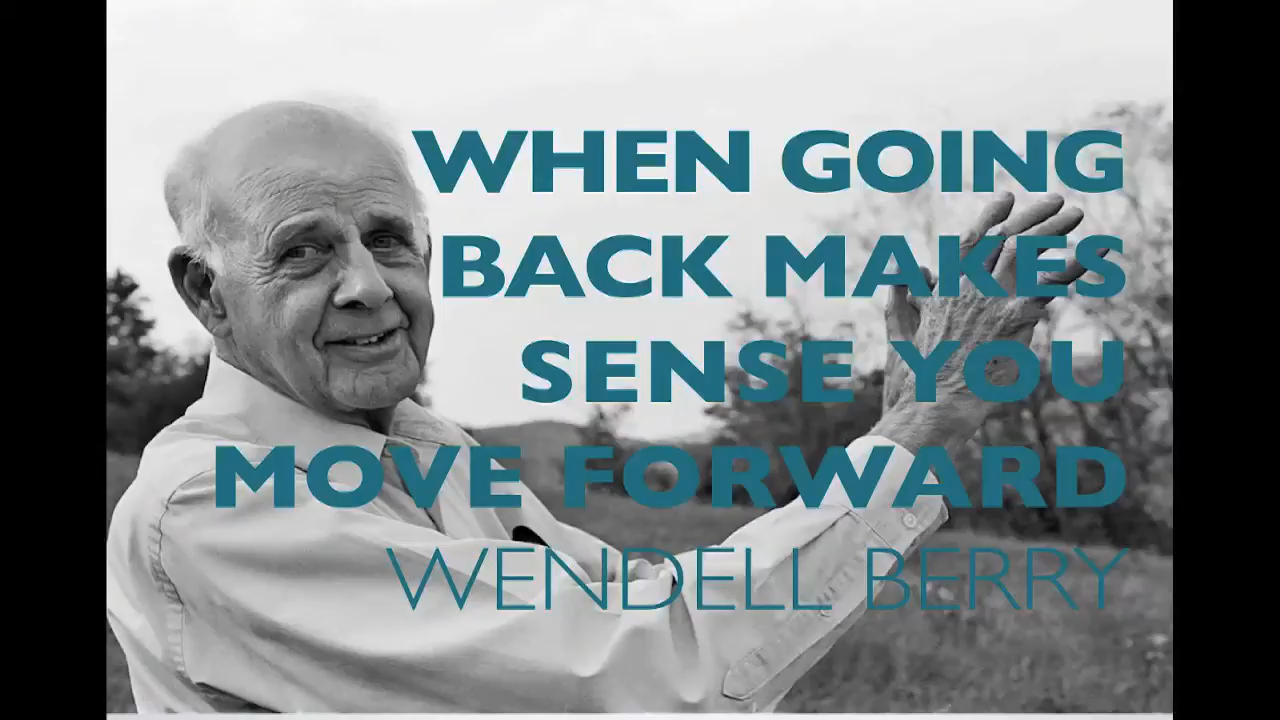 WHEN GOING
BACK MAKES
SENSE YOU
MOVE FORWARD
WENDELL BERRY